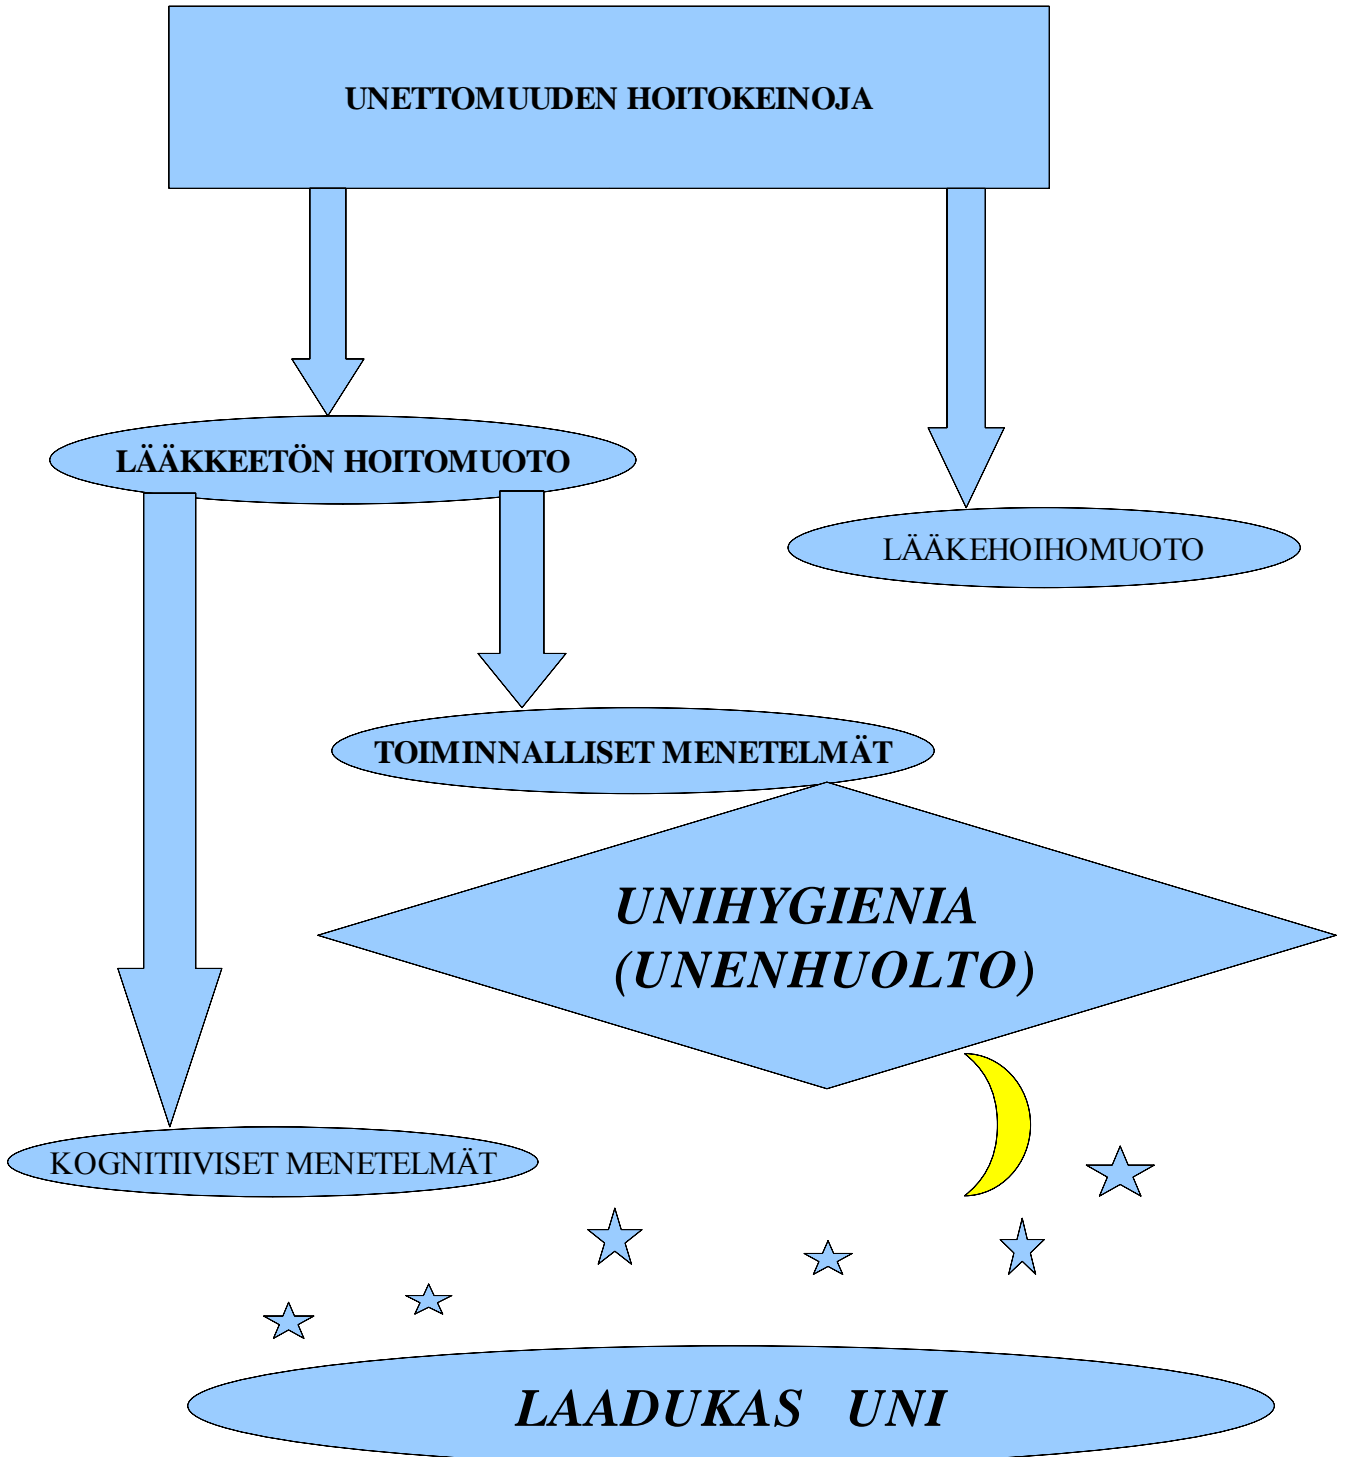 UNETTOMUUDEN HOITOKEINOJA
LÄÄKKEETÖN HOITOMUOTO
LÄÄKEHOIHOMUOTO
TOIMINNALLISET MENETELMÄT
UNIHYGIENIA
(UNENHUOLTO)
KOGNITIIVISET MENETELMÄT
LAADUKAS UNI